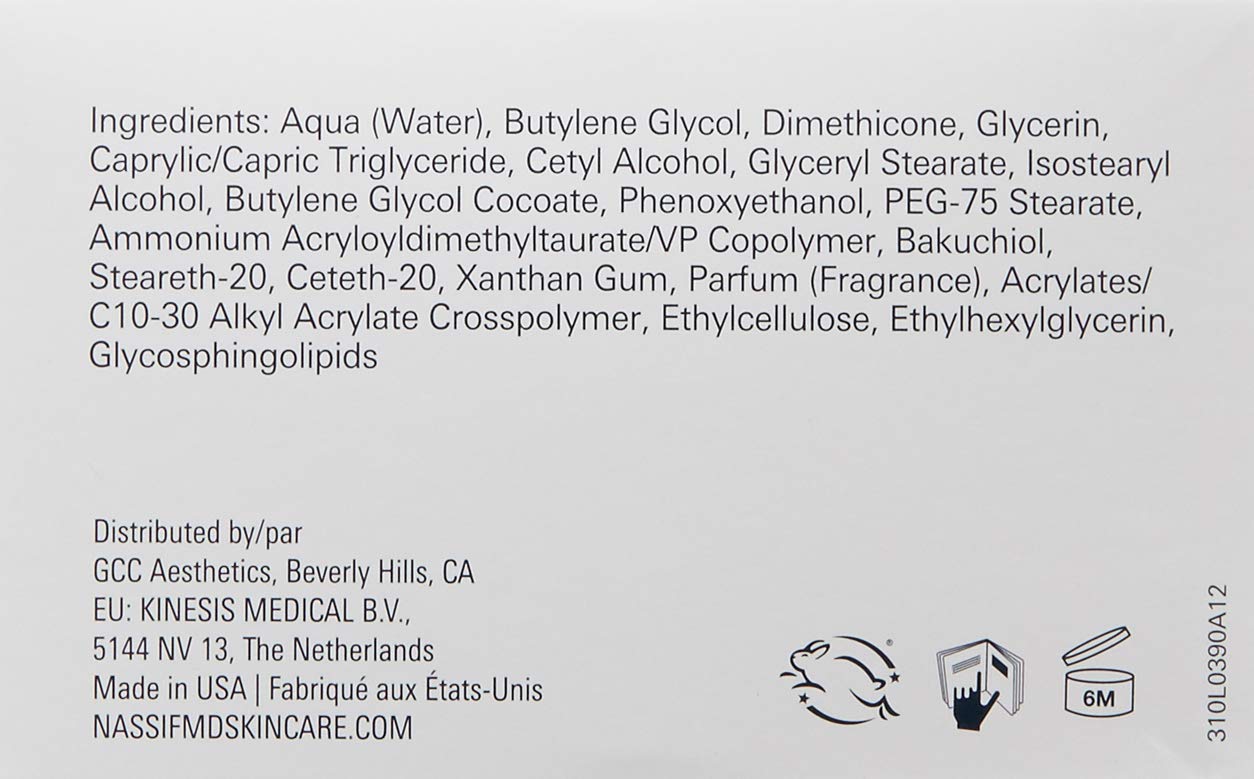 Ingredients: Aqua (Water), Butylene Glycol, Dimethicone, Glycerin,
Caprylic/Capric Triglyceride, Cetyl Alcohol, Glyceryl Stearate, Isostearyl
Alcohol, Butylene Glycol Cocoate, Phenoxyethanol, PEG-75 Stearate,
Ammonium Acryloyldimethyltaurate/VP Copolymer, Bakuchiol,
Steareth-20, Ceteth-20, Xanthan Gum, Parfum (Fragrance), Acrylates/
C10-30 Alkyl Acrylate Crosspolymer, Ethylcellulose, Ethylhexylglycerin,
Glycosphingolipids
Distributed by/par
GCC Aesthetics, Beverly Hills, CA
EU: KINESIS MEDICAL B.V.,
5144 NV 13, The Netherlands
Made in USA | Fabriqué aux États-Unis
NASSIFMDSKINCARE.COM
®
6M
310L0390A12